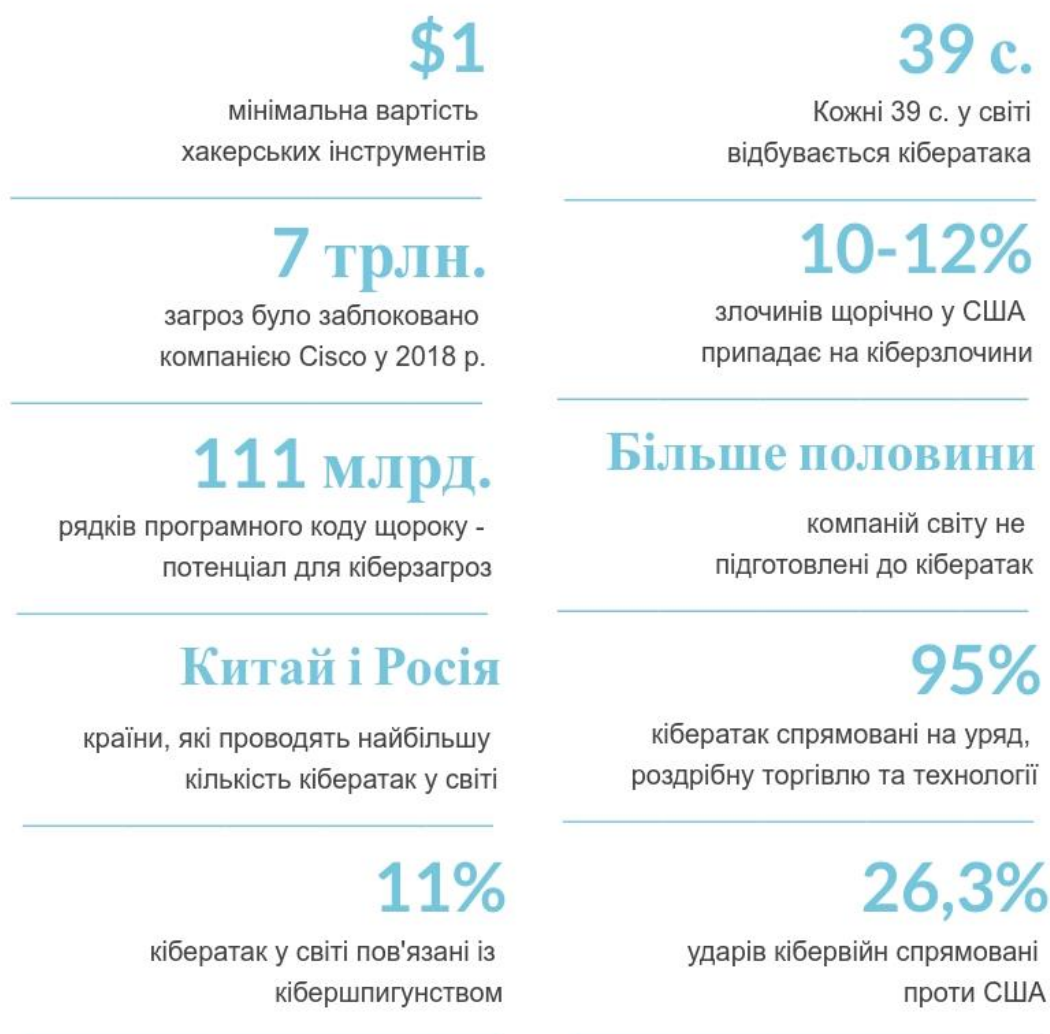 $1
мінімальна вартість
хакерських інструментів
39 с.
Кожні 39 с. у світі
відбувається кібератака
7 трлн.
загроз було заблоковано
компанією Cisco у 2018 р.
10-12%
злочинів щорічно у США
припадає на кіберзлочини
111 млрд.
рядків програмного коду щороку -
потенціал для кіберзагроз
Більше половини
компаній світу не
підготовлені до кібератак
Китай і Росія
країни, які проводять найбільшу
кількість кібератак у світі
95%
кібератак спрямовані на уряд,
роздрібну торгівлю та технології
11%
кібератак у світі пов'язані із
кібершпигунством
26,3%
ударів кібервійн спрямовані
проти США